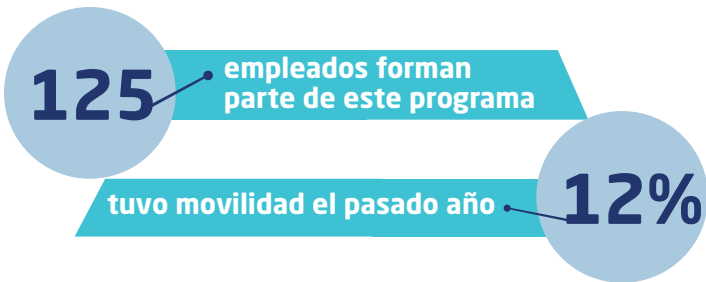 125
empleados forman
parte de este programa
tuvo movilidad el pasado año
12%